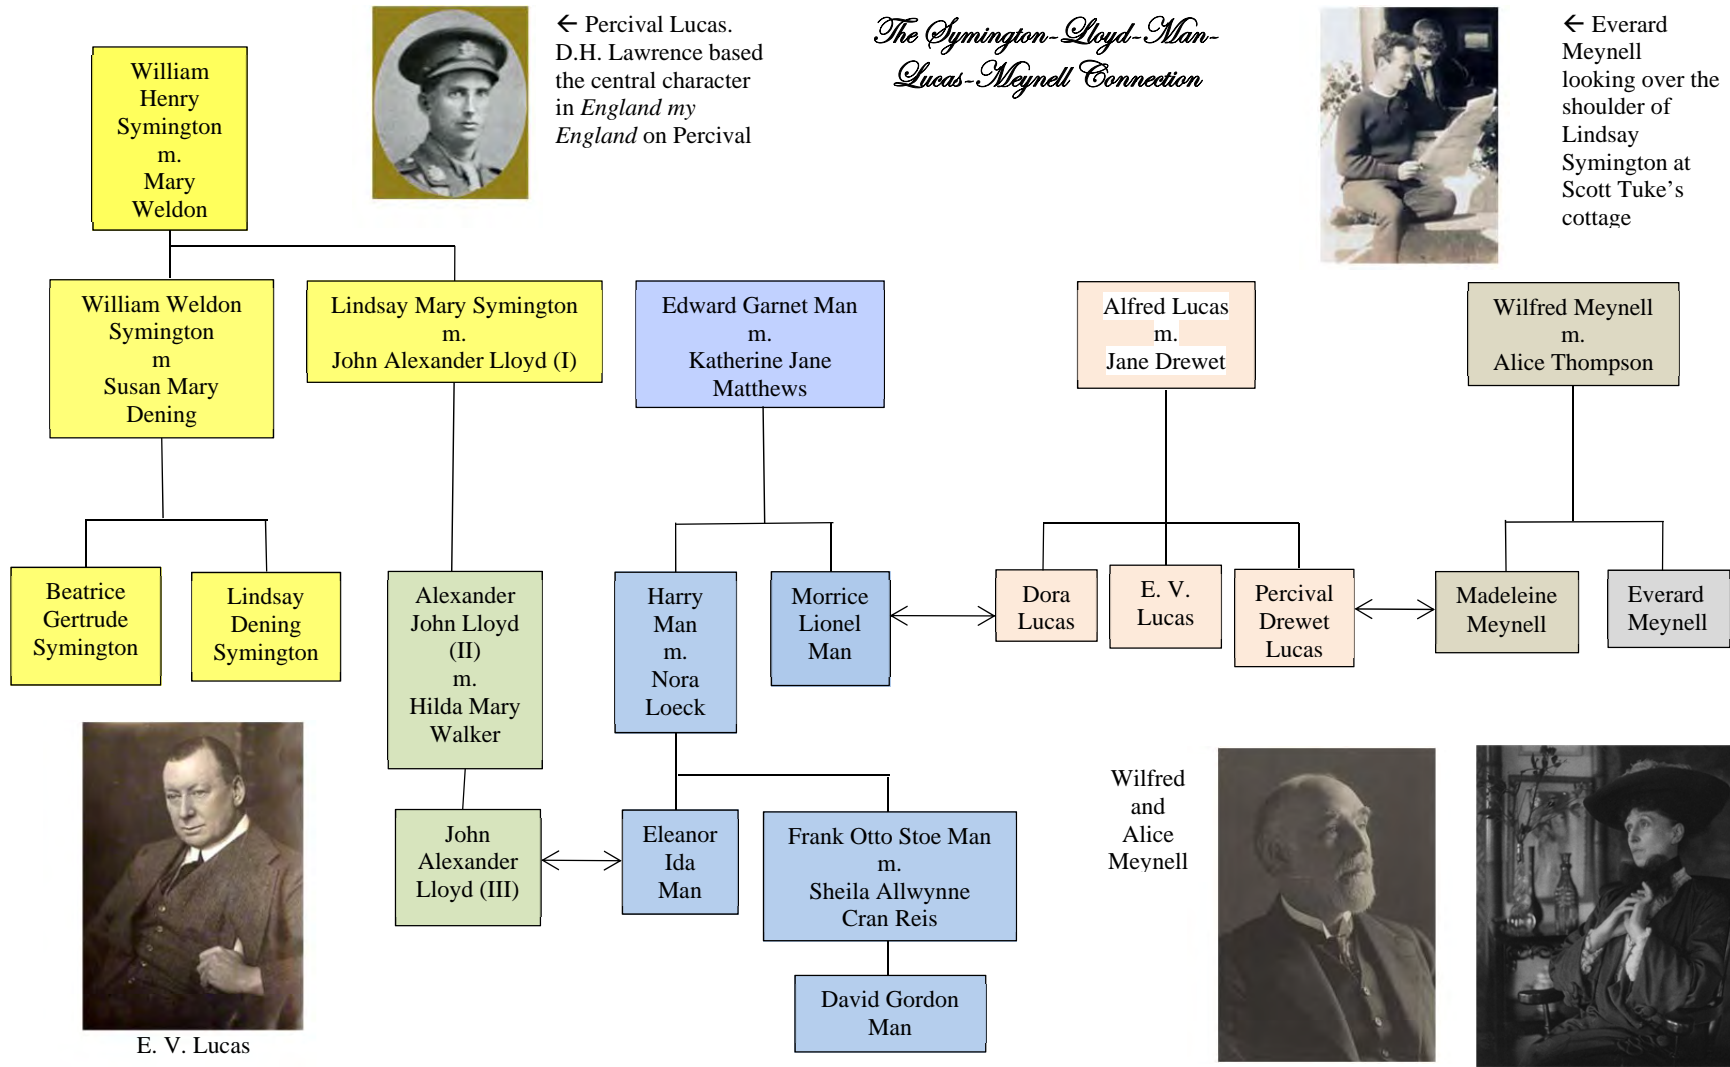 The Symington-Lloyd-Man-
Lucas-Meynell Connection
← Percival Lucas.
D.H. Lawrence based
the central character
in England my
England on Percival
← Everard
Meynell
looking over the
shoulder of
Lindsay
Symington at
Scott Tuke’s
cottage
William
Henry
Symington
m.
Mary
Weldon
William Weldon
Symington
m
Susan Mary
Dening
Lindsay Mary Symington
m.
John Alexander Lloyd (I)
Edward Garnet Man
m.
Katherine Jane
Matthews
Alfred Lucas
m.
Jane Drewet
Wilfred Meynell
m.
Alice Thompson
Beatrice
Gertrude
Symington
Lindsay
Dening
Symington
Alexander
John Lloyd
(II)
m.
Hilda Mary
Walker
Harry
Man
m.
Nora
Loeck
Morrice
Lionel
Man
Dora
Lucas
E. V.
Lucas
Percival
Drewet
Lucas
Madeleine
Meynell
Everard
Meynell
John
Alexander
Lloyd (III)
Eleanor
Ida
Man
Frank Otto Stoe Man
m.
Sheila Allwynne
Cran Reis
David Gordon
Man
E. V. Lucas
Wilfred
and
Alice
Meynell